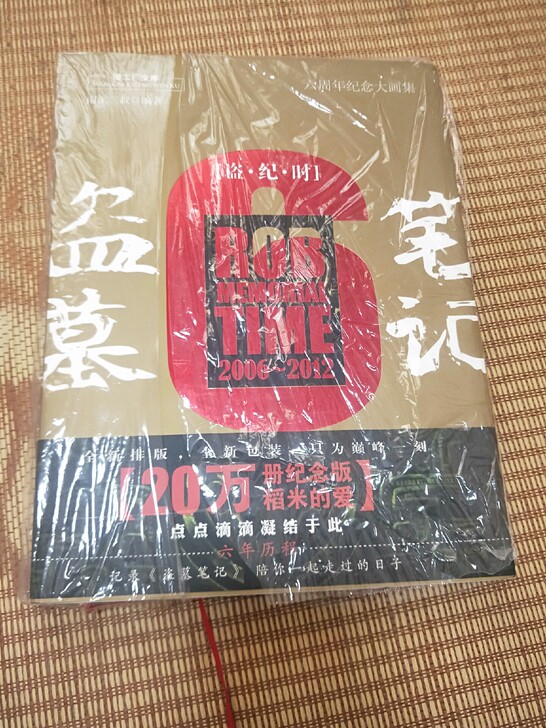 六周年纪念大画集
[盗·纪·时]
盗墓
笔记
ROB
MEMORIAL
TIME
2006-2012
全新排版，全新包装 只为巅峰一刻
【20万册纪念版
稻米的爱】
点点滴滴凝结于此
六年历程
纪录《盗墓笔记》陪你一起走过的日子